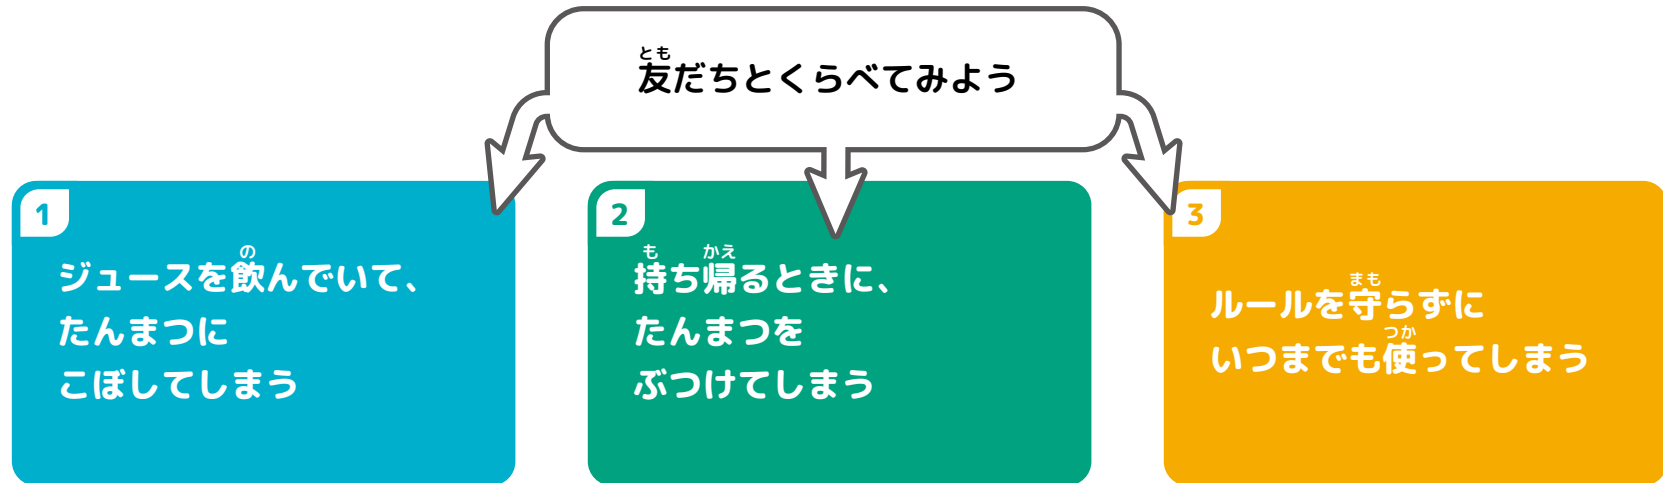 友だちとくらべてみよう
1
ジュースを飲んでいて、
たんまつに
こぼしてしまう
2
持ち帰るときに、
たんまつを
ぶつけてしまう
3
ルールを守らずに
いつまでも使ってしまう